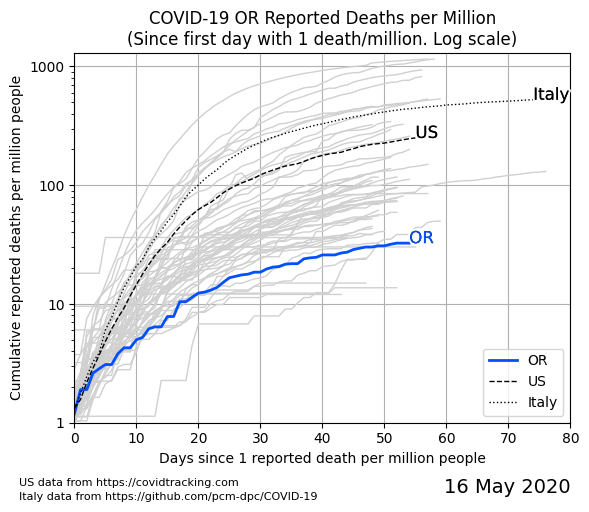 COVID-19 OR Reported Deaths per Million
(Since first day with 1 death/million. Log scale)
Cumulative reported deaths per million people
1000
100
10
1
Italy
US
OR
OR
US
Italy
0 10 20 30 40 50 60 70 80
Days since 1 reported death per million people
US data from https://covidtracking.com
Italy data from https://github.com/pcm-dpc/COVID-19
16 May 2020